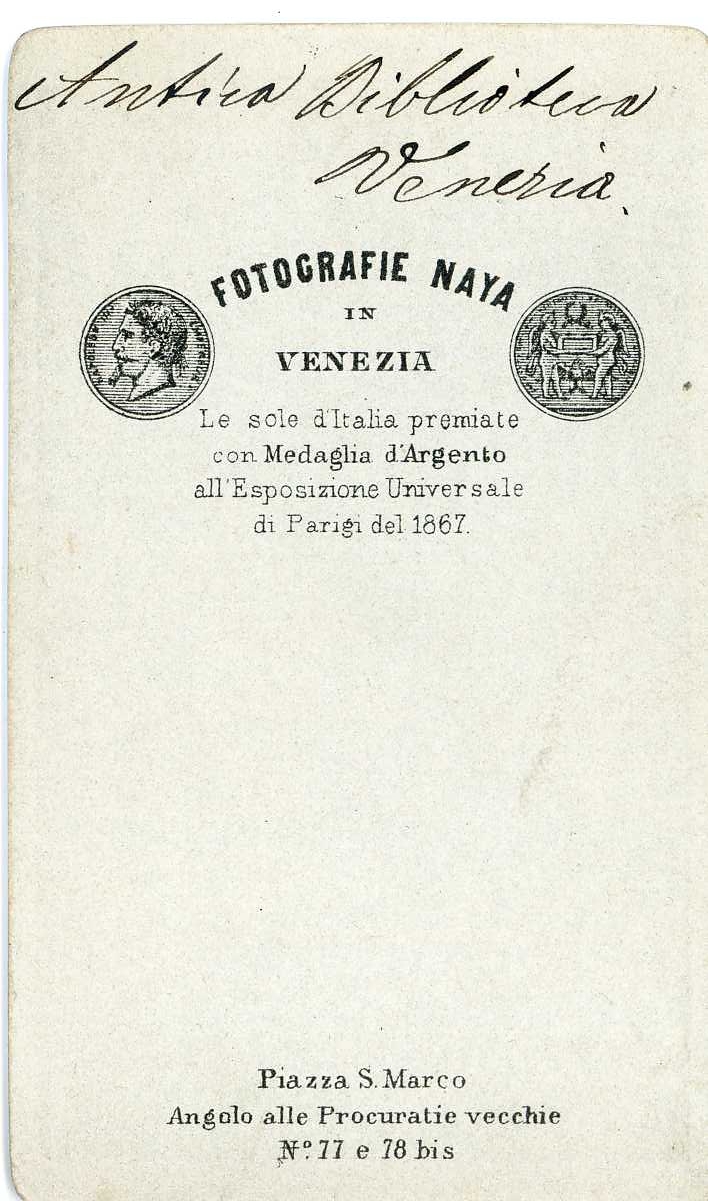 Antica Biblioteca
Venezia.
FOTOGRAFIE NAYA
IN
VENEZIA
Le sole d'Italia premiate
con Medaglia d'Argento
all'Esposizione Universale
di Parigi del 1867.
Piazza S. Marco
Angolo alle Procuratie vecchie
Nº. 77 e 78 bis